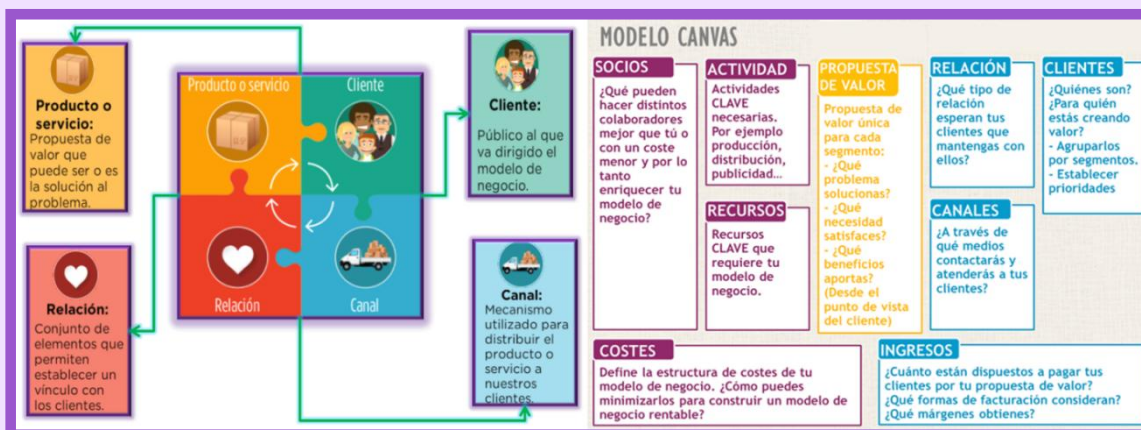 Producto o
servicio:
Propuesta de
valor que
puede ser o es
la solución al
problema.
Producto o servicio
Cliente
Relación
Canal
Cliente:
Público al que
va dirigido el
modelo de
negocio.
Relación:
Conjunto de
elementos que
permiten
establecer un
vínculo con
los clientes.
Canal:
Mecanismo
utilizado para
distribuir el
producto o
servicio a
nuestros
clientes.
MODELO CANVAS
SOCIOS
¿Qué pueden
hacer distintos
colaboradores
mejor que tú o
con un coste
menor y por lo
tanto
enriquecer tu
modelo de
negocio?
ACTIVIDAD
Actividades
CLAVE
necesarias.
Por ejemplo
producción,
distribución,
publicidad...
RECURSOS
Recursos
CLAVE que
requiere tu
modelo de
negocio.
PROPUESTA
DE VALOR
Propuesta de
valor única
para cada
segmento:
- ¿Qué
problema
solucionas?
- ¿Qué
necesidad
satisfaces?
- ¿Qué
beneficios
aportas?
(Desde el
punto de vista
del cliente)
RELACIÓN
¿Qué tipo de
relación
esperan tus
clientes que
mantengas con
ellos?
CANALES
¿A través de
qué medios
contactarás y
atenderás a tus
clientes?
CLIENTES
¿Quiénes son?
¿Para quién
estás creando
valor?
- Agruparlos
por segmentos.
- Establecer
prioridades
COSTES
Define la estructura de costes de tu
modelo de negocio. ¿Cómo puedes
minimizarlos para construir un modelo de
negocio rentable?
INGRESOS
¿Cuánto están dispuestos a pagar tus
clientes por tu propuesta de valor?
¿Qué formas de facturación consideran?
¿Qué márgenes obtienes?